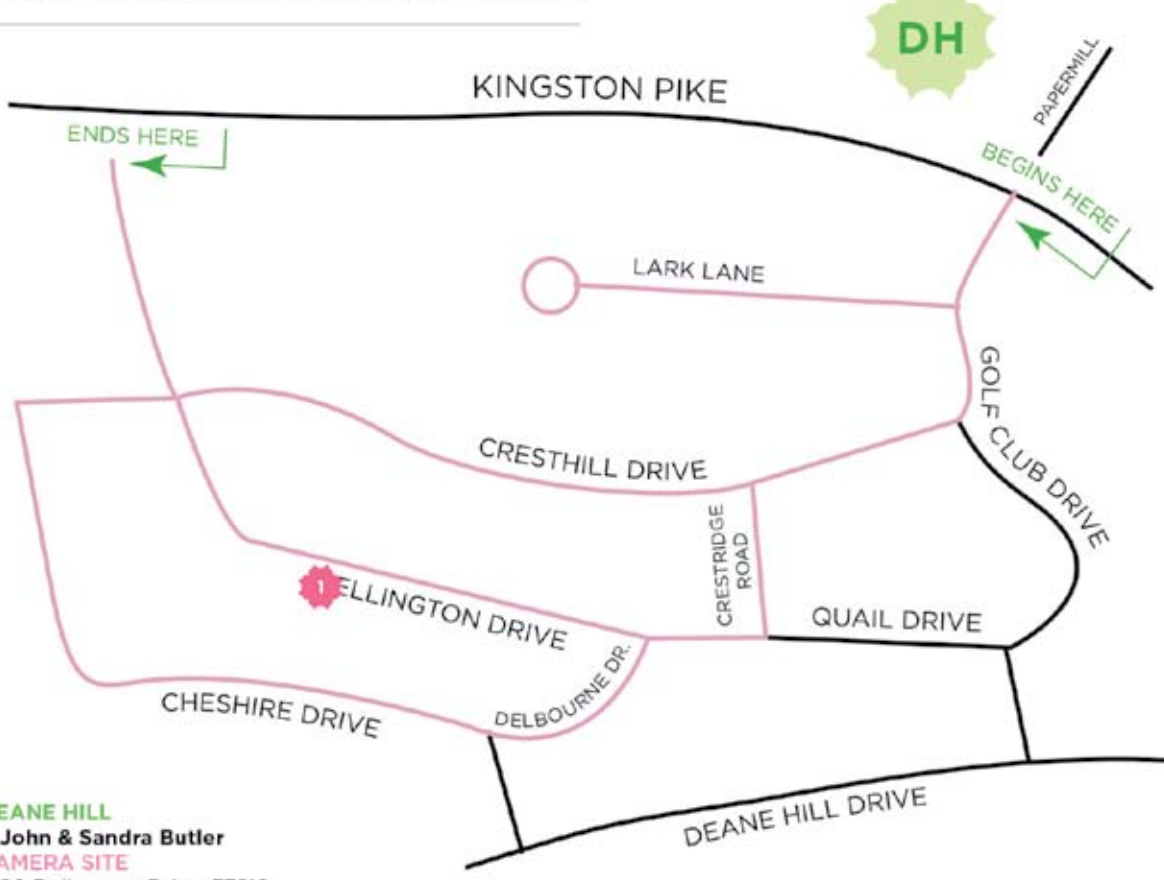 DH
KINGSTON PIKE
PAPERMILL
ENDS HERE
BEGINS HERE
LARK LANE
GOLF CLUB DRIVE
CRESTHILL DRIVE
CRESTRIDGE
ROAD
1
ELLINGTON DRIVE
QUAIL DRIVE
DELBOURNE DR.
CHESHIRE DRIVE
DEANE HILL DRIVE
EANE HILL
John & Sandra Butler
AMERA SITE